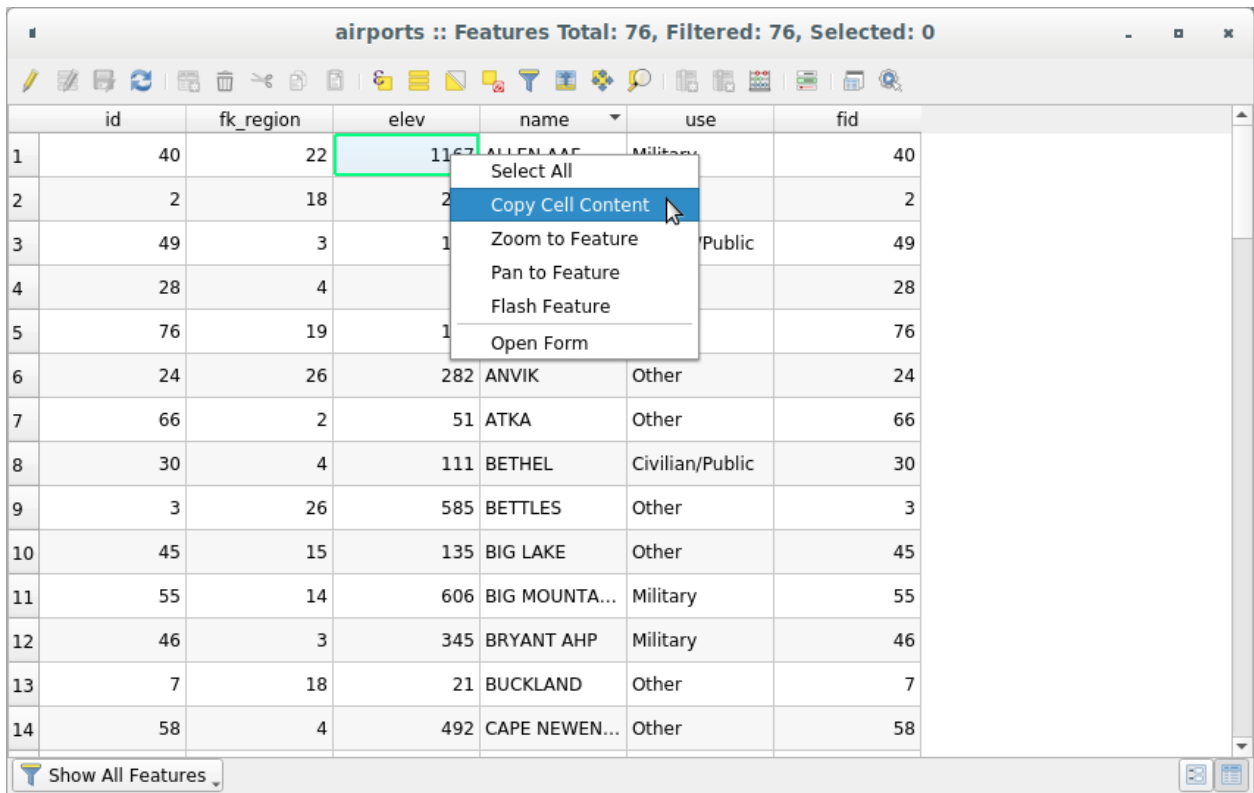 airports :: Features Total: 76, Filtered: 76, Selected: 0
id fk_region elev name use fid
1 40 22 1167 ALLEN AAF Military 40
Select All
2 2 18 2
Copy Cell Content
3 49 3 /Public 49
Zoom to Feature
4 28 4 28
Pan to Feature
Flash Feature
5 76 19 76
Open Form
6 24 26 282 ANVIK Other 24
7 66 2 51 ATKA Other 66
8 30 4 111 BETHEL Civilian/Public 30
9 3 26 585 BETTLES Other 3
10 45 15 135 BIG LAKE Other 45
11 55 14 606 BIG MOUNTA... Military 55
12 46 3 345 BRYANT AHP Military 46
13 7 18 21 BUCKLAND Other 7
14 58 4 492 CAPE NEWEN... Other 58
Show All Features